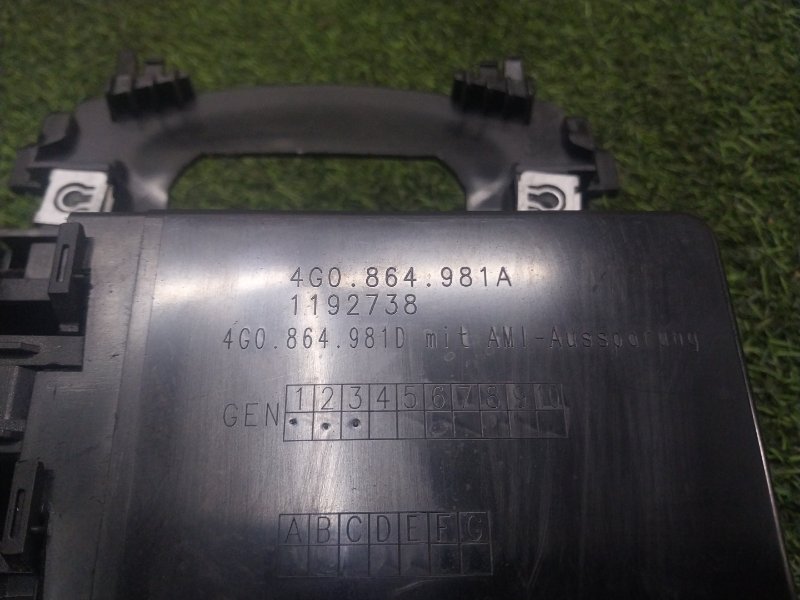 4G0.864.981A
1192738
4G0.864.981D mit AMI-Aussparung
1 2 3 4 5 6 7 8 9 10
GEN
A B C D E F G